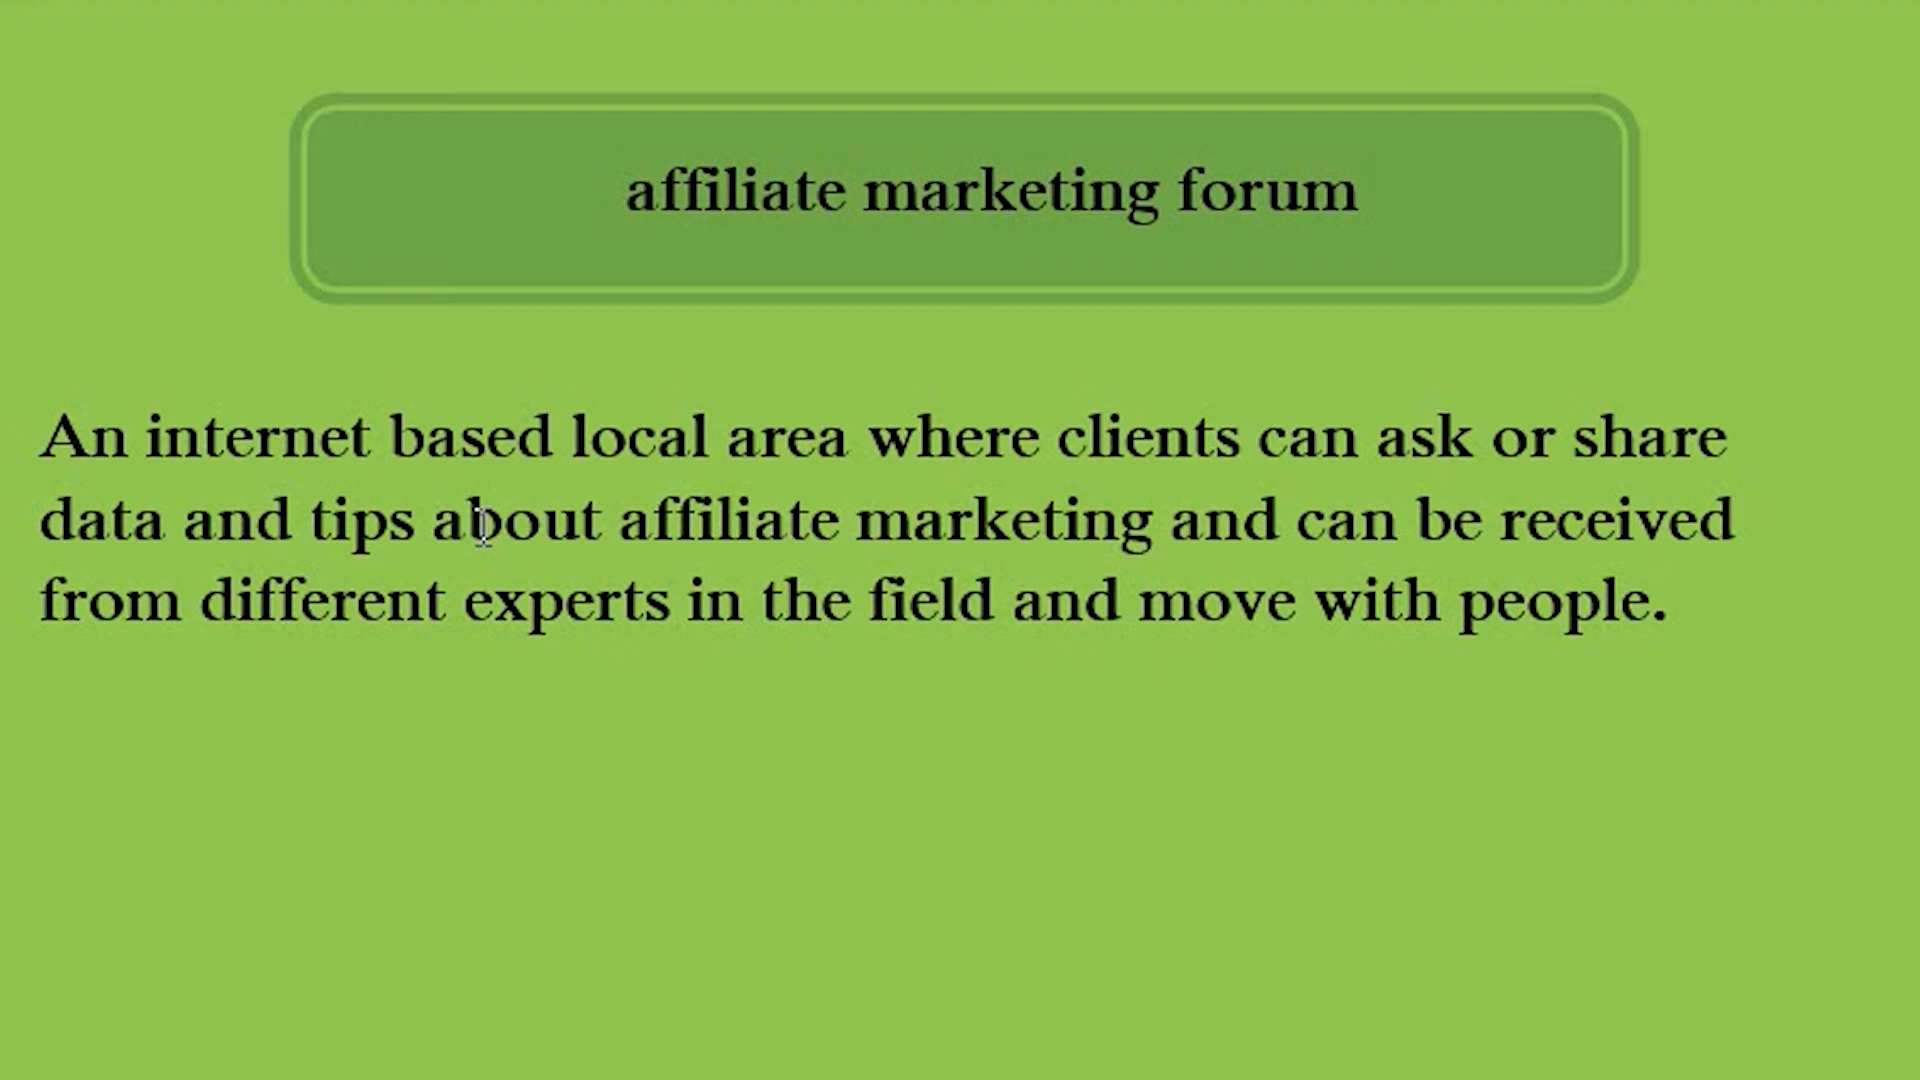 affiliate marketing forum
An internet based local area where clients can ask or share
data and tips about affiliate marketing and can be received
from different experts in the field and move with people.